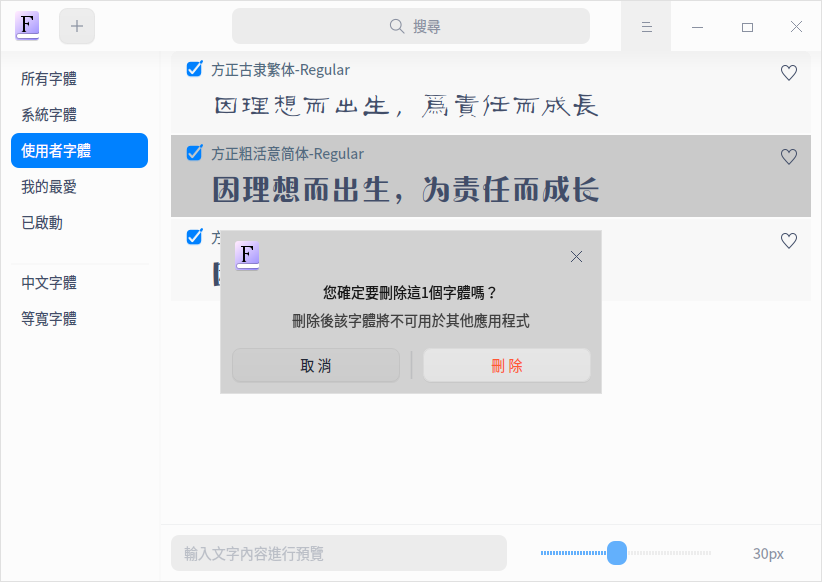 F
搜尋
所有字體
系統字體
使用者字體
我的最愛
已啟動
中文字體
等寬字體
方正古隶繁体-Regular
因理想而出生，爲責任而成長
方正粗活意简体-Regular
因理想而出生，为责任而成长
F
您確定要刪除這1個字體嗎？
刪除後該字體將不可用於其他應用程式
取消
刪除
輸入文字內容進行預覽
30px